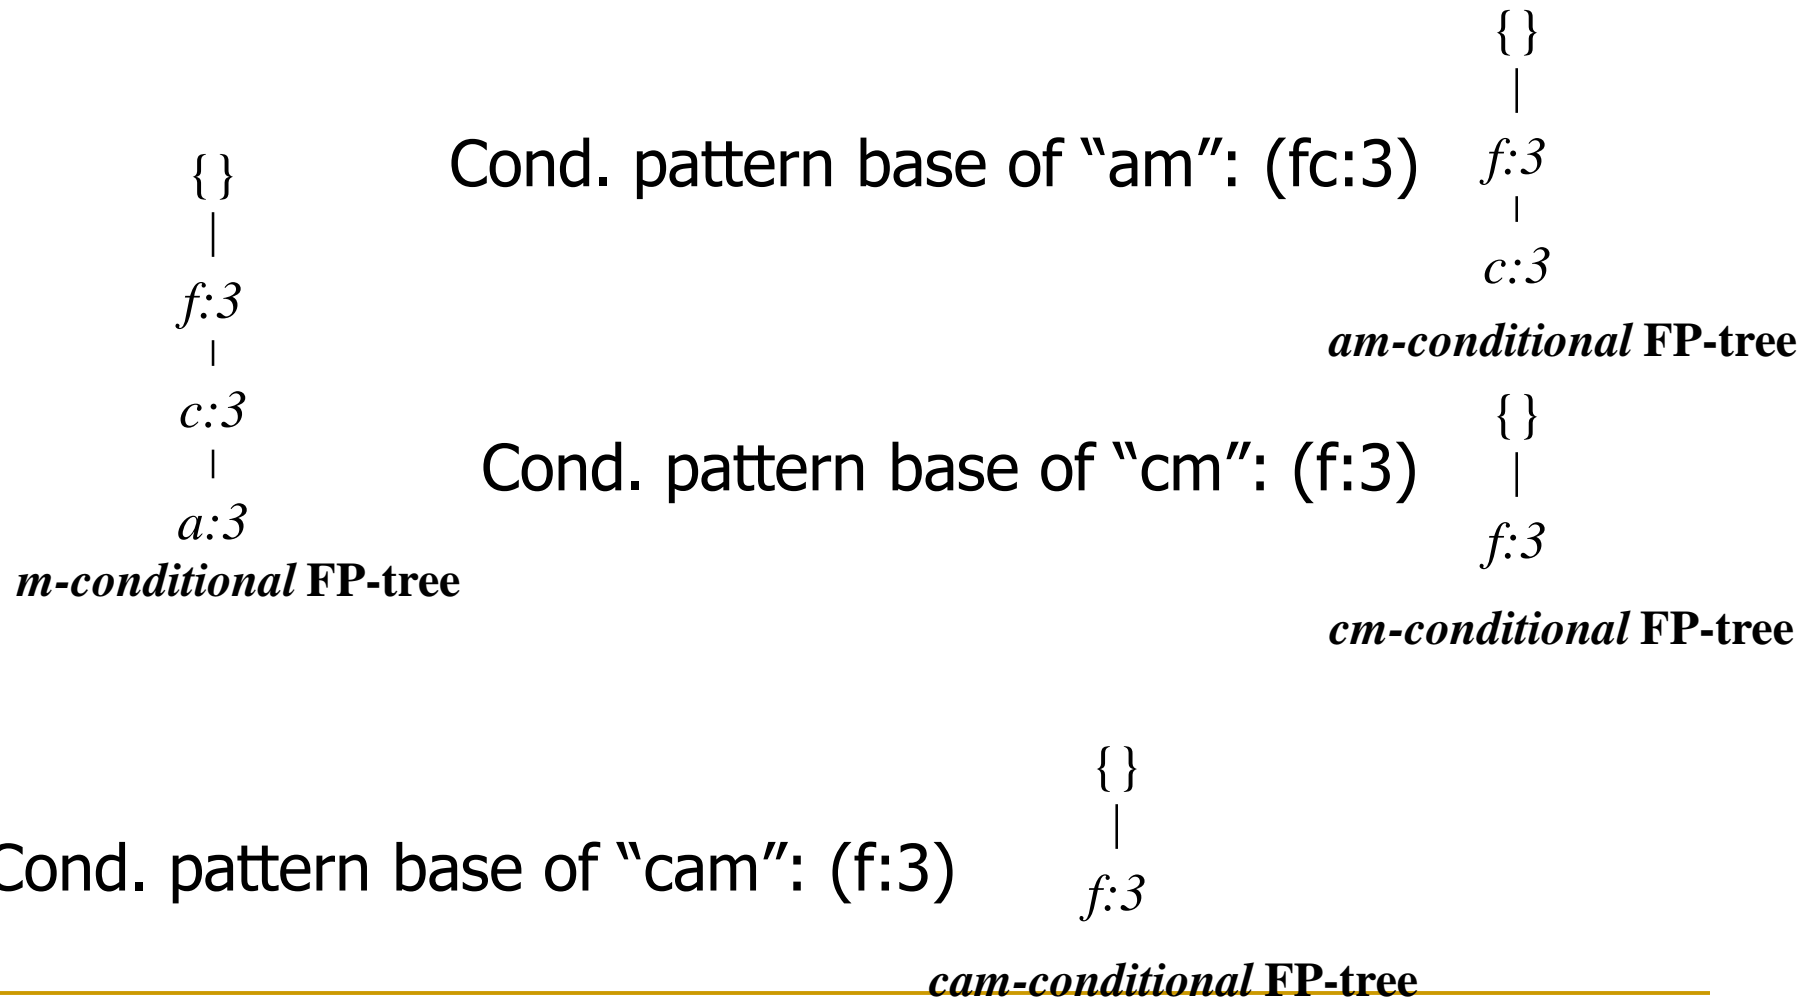 {}
f:3
c:3
a:3
m-conditional FP-tree
Cond. pattern base of “am”: (fc:3)
{}
f:3
c:3
am-conditional FP-tree
Cond. pattern base of “cm”: (f:3)
{}
f:3
cm-conditional FP-tree
Cond. pattern base of “cam”: (f:3)
{}
f:3
cam-conditional FP-tree